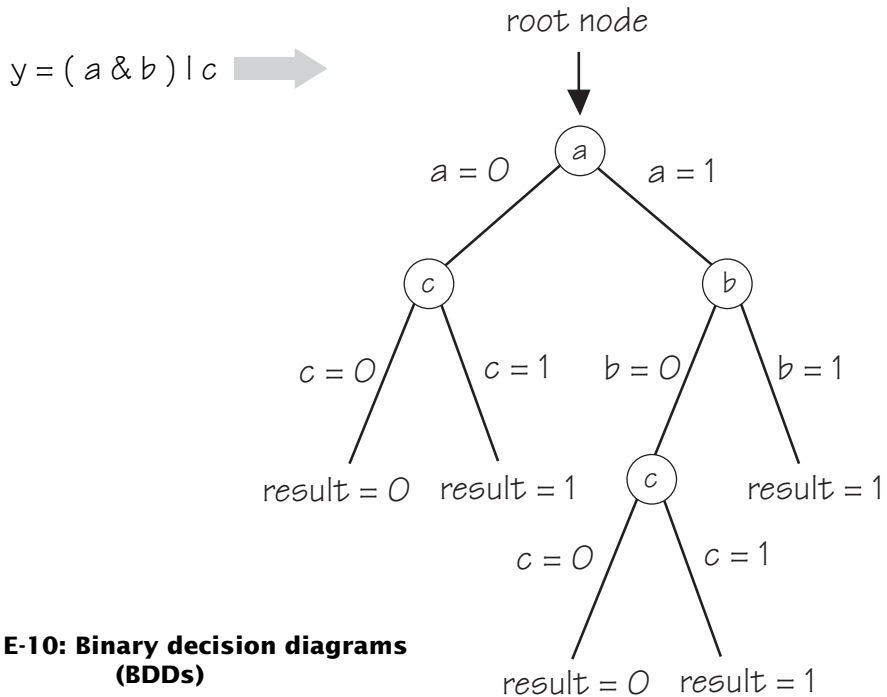 root node
y = ( a & b ) | c
a
a = 0 a = 1
c b
c = 0 c = 1 b = 0 b = 1
result = 0 result = 1 c result = 1
c = 0 c = 1
E-10: Binary decision diagrams
(BDDs)
result = 0 result = 1